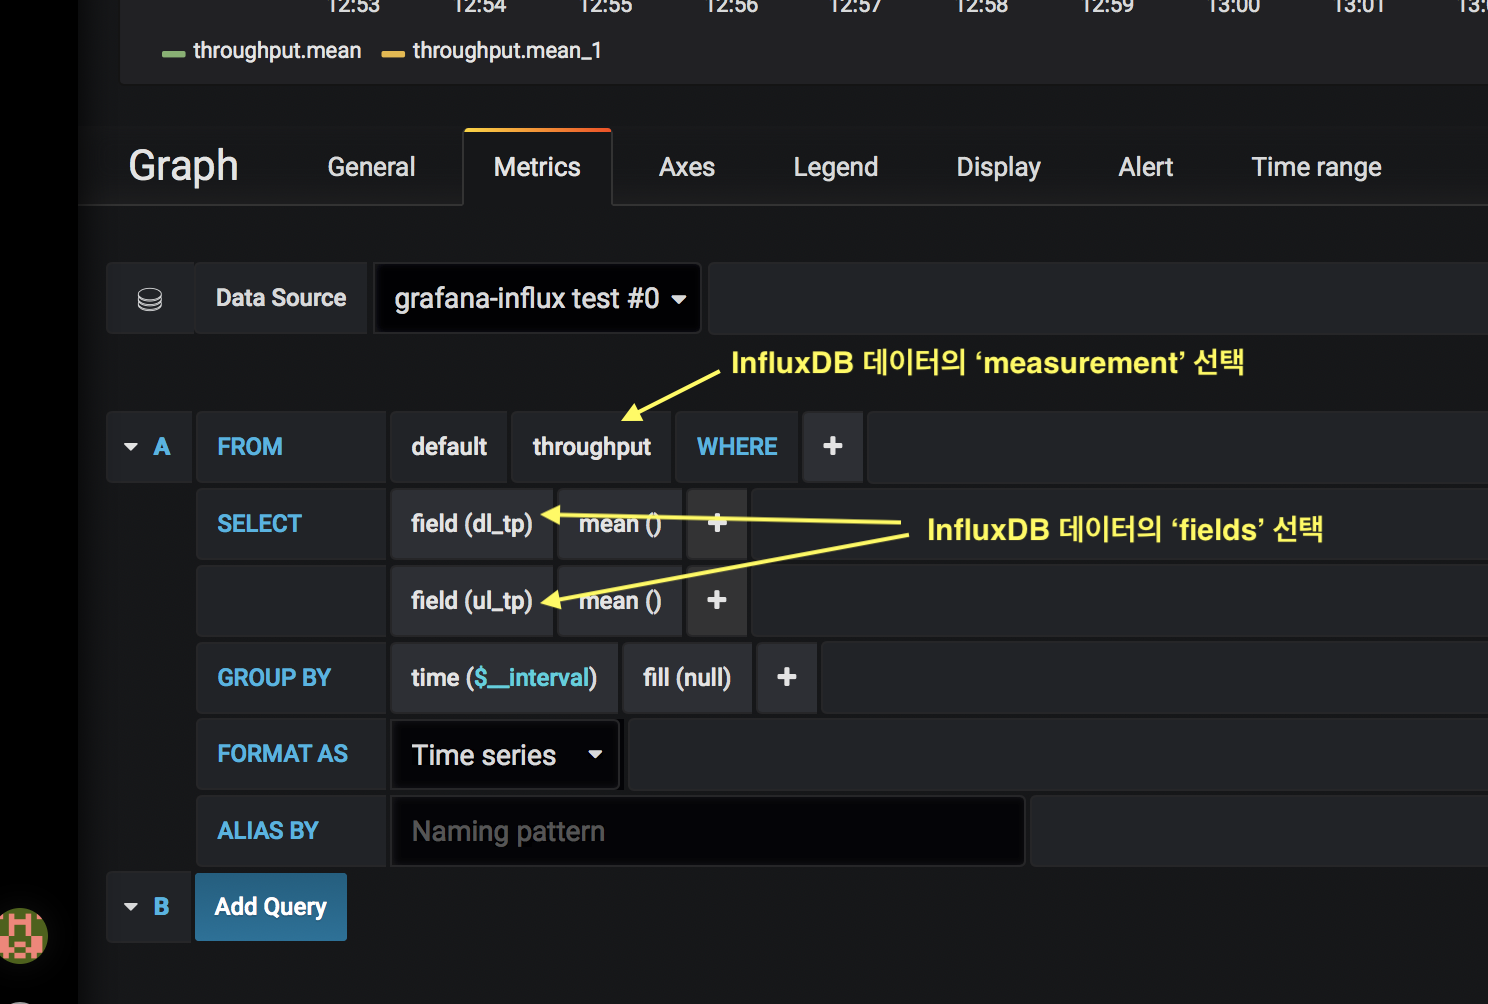 12:53 12:54 12:55 12:56 12:57 12:58 12:59 13:00 13:01
throughput.mean throughput.mean_1
Graph General Metrics Axes Legend Display Alert Time range
Data Source grafana-influx test #0
InfluxDB 데이터의 ‘measurement’ 선택
A FROM default throughput WHERE +
SELECT field (dl_tp) mean () +
InfluxDB 데이터의 ‘fields’ 선택
field (ul_tp) mean () +
GROUP BY time ($__interval) fill (null) +
FORMAT AS Time series
ALIAS BY Naming pattern
B Add Query